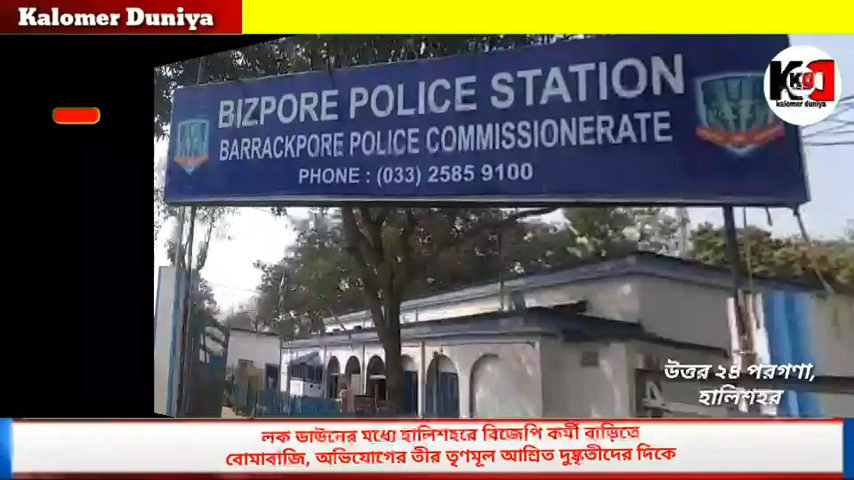 Kalomer Duniya
KKD
kalomer duniya
BIZPORE POLICE STATION
BARRACKPORE POLICE COMMISSIONERATE
PHONE : (033) 2585 9100
উত্তর ২৪ পরগণা,
হালিশহর
লক ডাউনের মধ্যে হালিশহরে বিজেপি কর্মী বাড়িতে
বোমাবাজি, অভিযোগের তীর তৃণমূল আশ্রিত দুষ্কৃতীদের দিকে